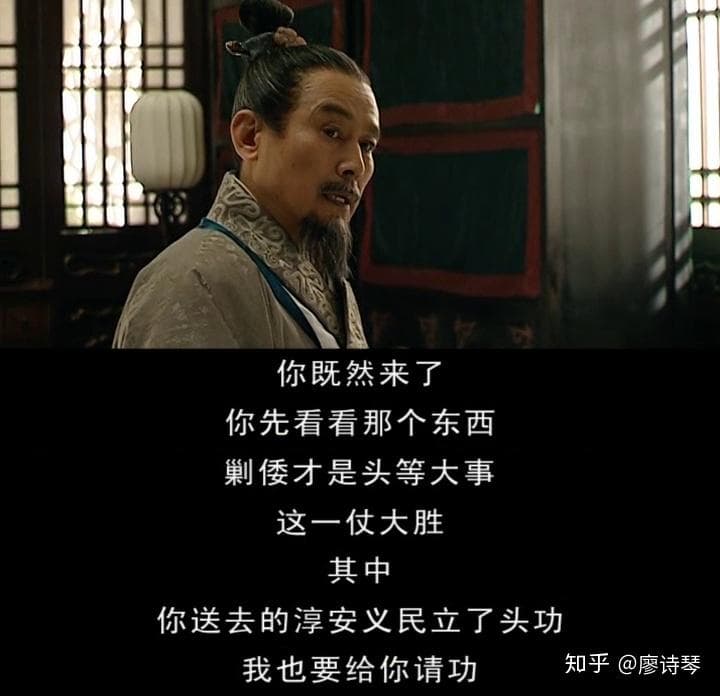 你既然来了
你先看看那个东西
剿倭才是头等大事
这一仗大胜
其中
你送去的淳安义民立了头功
我也要给你请功
知乎 @廖诗琴